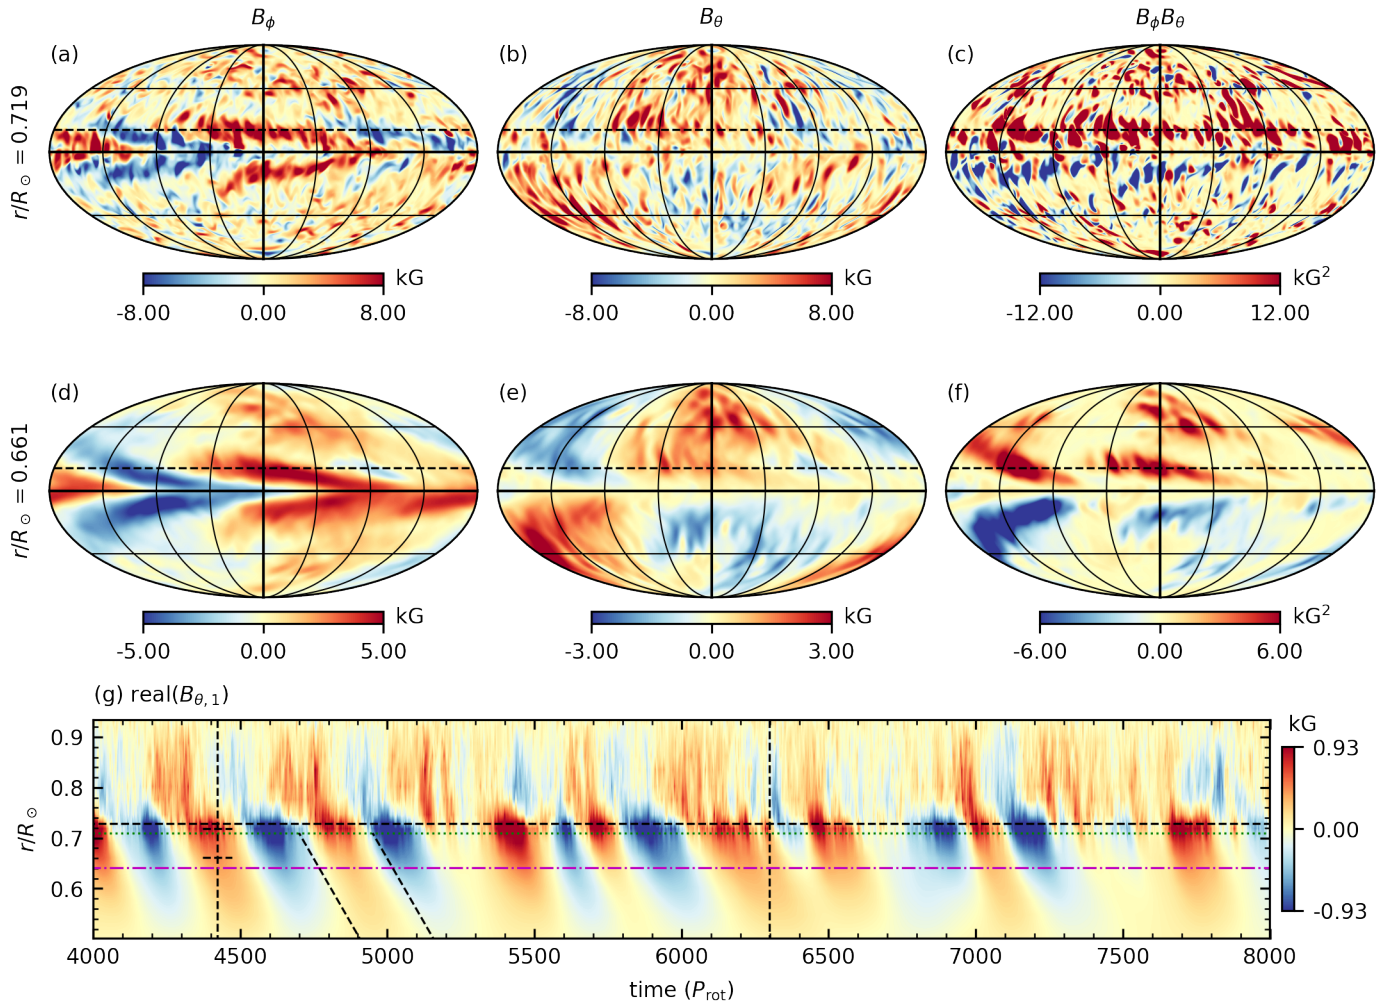 B_ϕ B_θ B_ϕB_θ
(a) (b) (c)
r/R_⊙ = 0.719
kG kG kG²
-8.00 0.00 8.00 -8.00 0.00 8.00 -12.00 0.00 12.00
(d) (e) (f)
r/R_⊙ = 0.661
kG kG kG²
-5.00 0.00 5.00 -3.00 0.00 3.00 -6.00 0.00 6.00
(g) real(B_θ,1)
kG
r/R_⊙
0.9
0.8
0.7
0.6
0.93
0.00
-0.93
4000 4500 5000 5500 6000 6500 7000 7500 8000
time (P_rot)